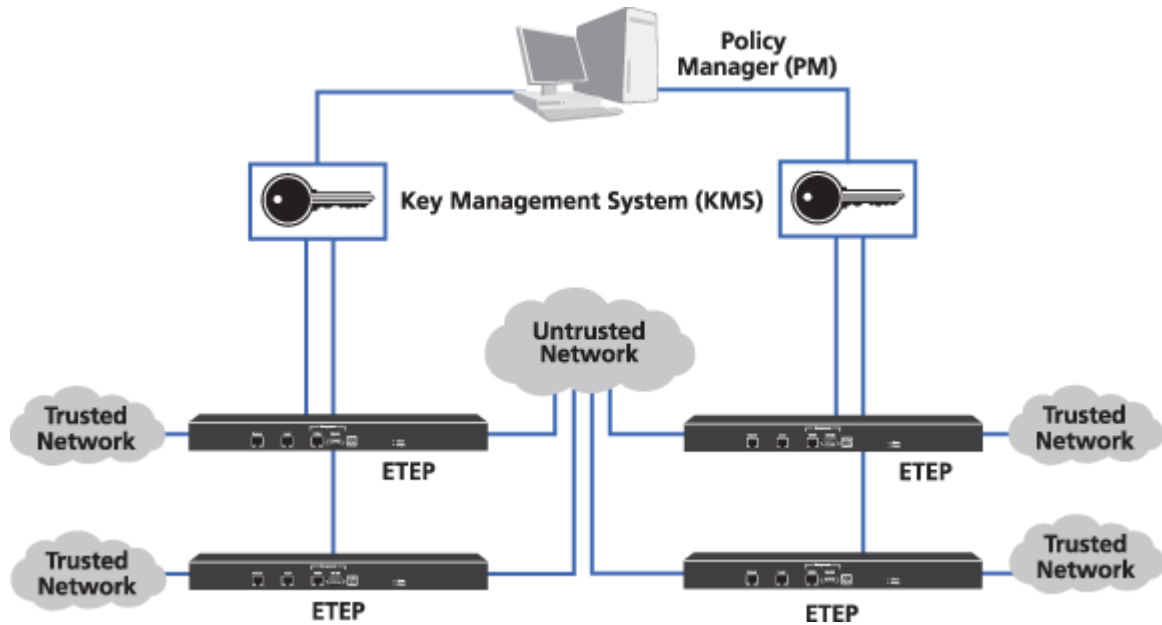 Policy
Manager (PM)
Key Management System (KMS)
Untrusted
Network
Trusted
Network
Trusted
Network
ETEP
ETEP
Trusted
Network
Trusted
Network
ETEP
ETEP